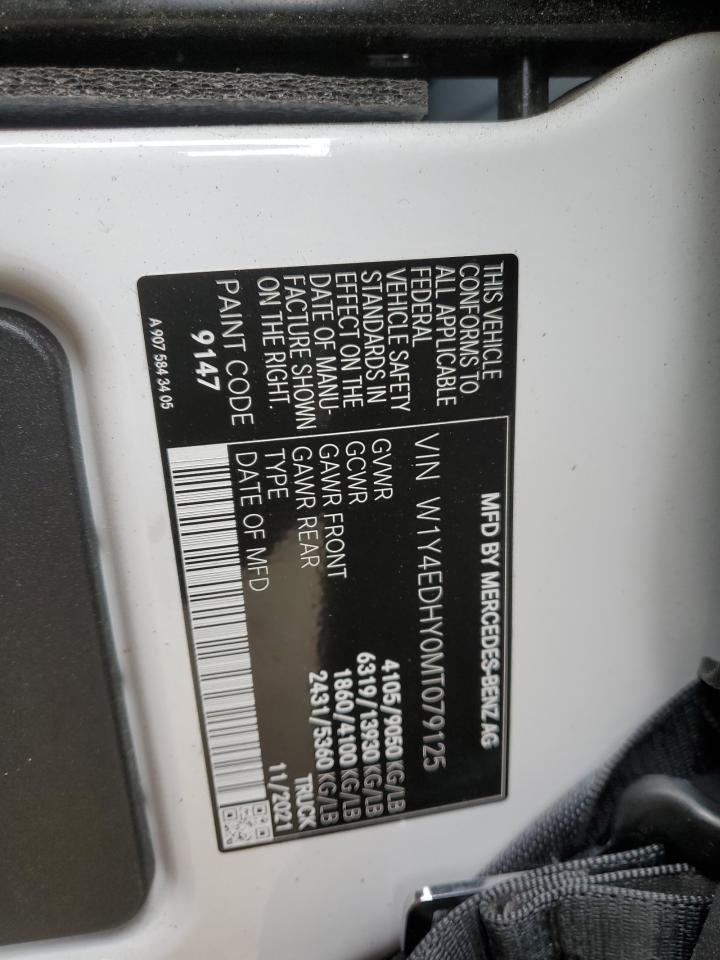 THIS VEHICLE
CONFORMS TO
ALL APPLICABLE
FEDERAL
VEHICLE SAFETY
STANDARDS IN
EFFECT ON THE
DATE OF MANU-
FACTURE SHOWN
ON THE RIGHT.
PAINT CODE
9147
A 907 584 34 05
MFD BY MERCEDES-BENZ AG
VIN W1Y4EDHY0MT079125
GVWR 4105/9050 KG/LB
GCWR 6319/13930 KG/LB
GAWR FRONT 1860/4100 KG/LB
GAWR REAR 2431/5360 KG/LB
TYPE TRUCK
DATE OF MFD 11/2021